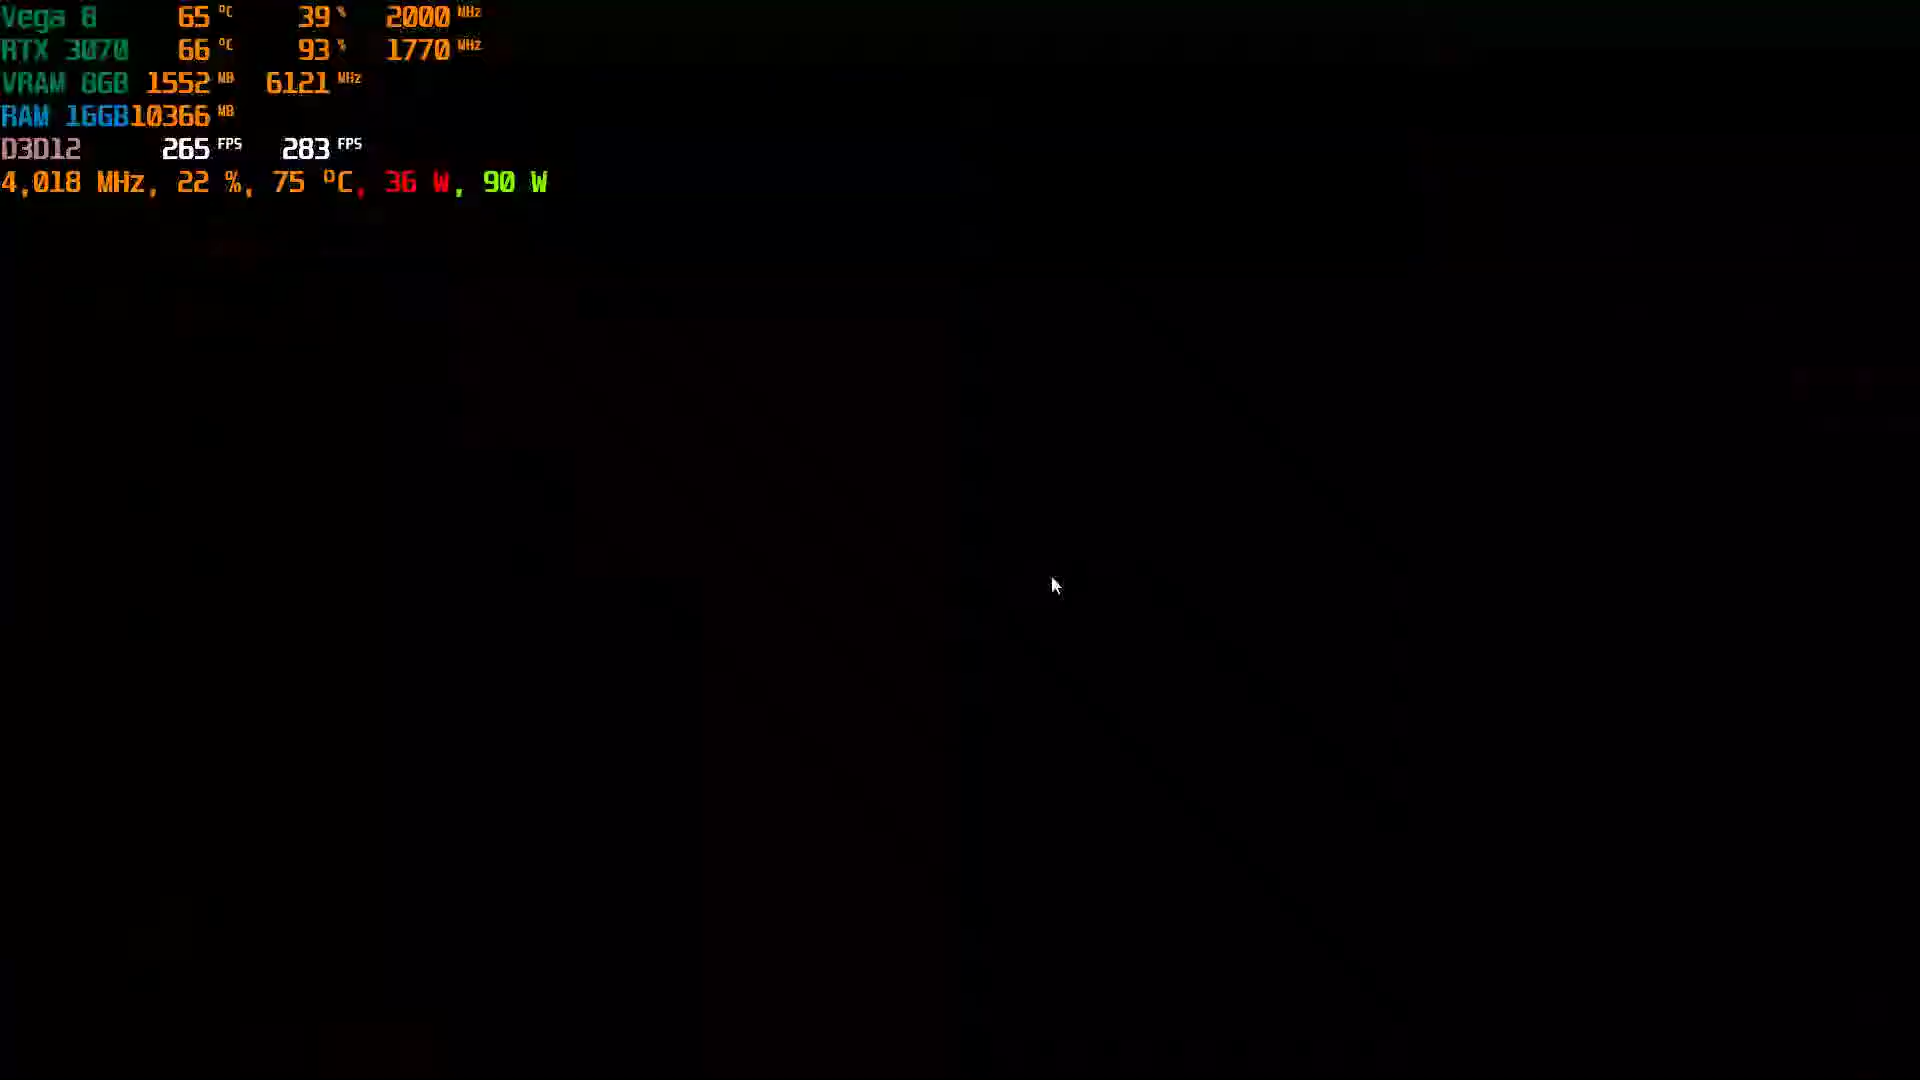 Vega 8 65 °C 39 % 2000 MHz
RTX 3070 66 °C 93 % 1770 MHz
VRAM 8GB 1552 MB 6121 MHz
RAM 16GB 10366 MB
D3D12 265 FPS 283 FPS
4,018 MHz, 22 %, 75 ºC, 36 W, 90 W